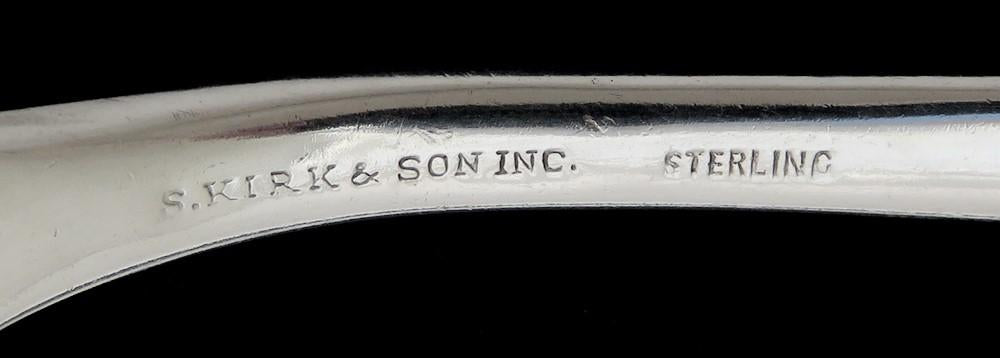 S. KIRK & SON INC. STERLING